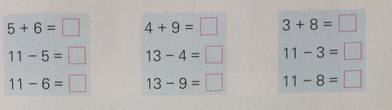 5 + 6 = □
11 − 5 = □
11 − 6 = □
4 + 9 = □
13 − 4 = □
13 − 9 = □
3 + 8 = □
11 − 3 = □
11 − 8 = □